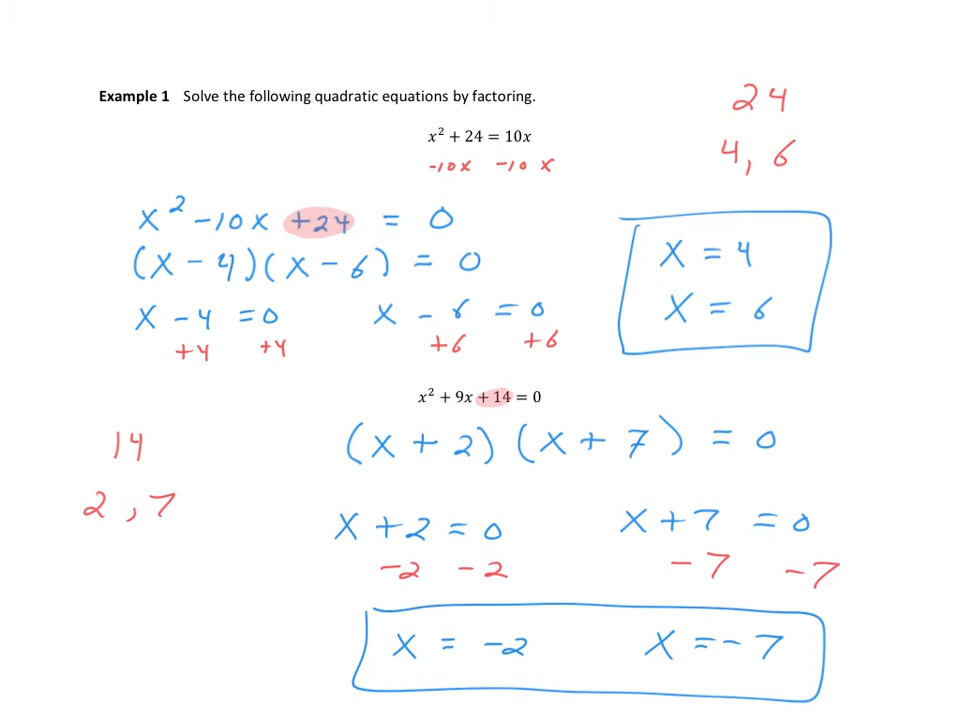 Example 1 Solve the following quadratic equations by factoring.
24
x² + 24 = 10x
4, 6
-10x -10x
x² -10x +24 = 0
(x - 4)(x - 6) = 0
x = 4
x - 4 = 0 x - 6 = 0
x = 6
+4 +4 +6 +6
x² + 9x + 14 = 0
14
(x + 2)(x + 7) = 0
2, 7
x + 2 = 0 x + 7 = 0
-2 -2 -7 -7
x = -2 x = -7